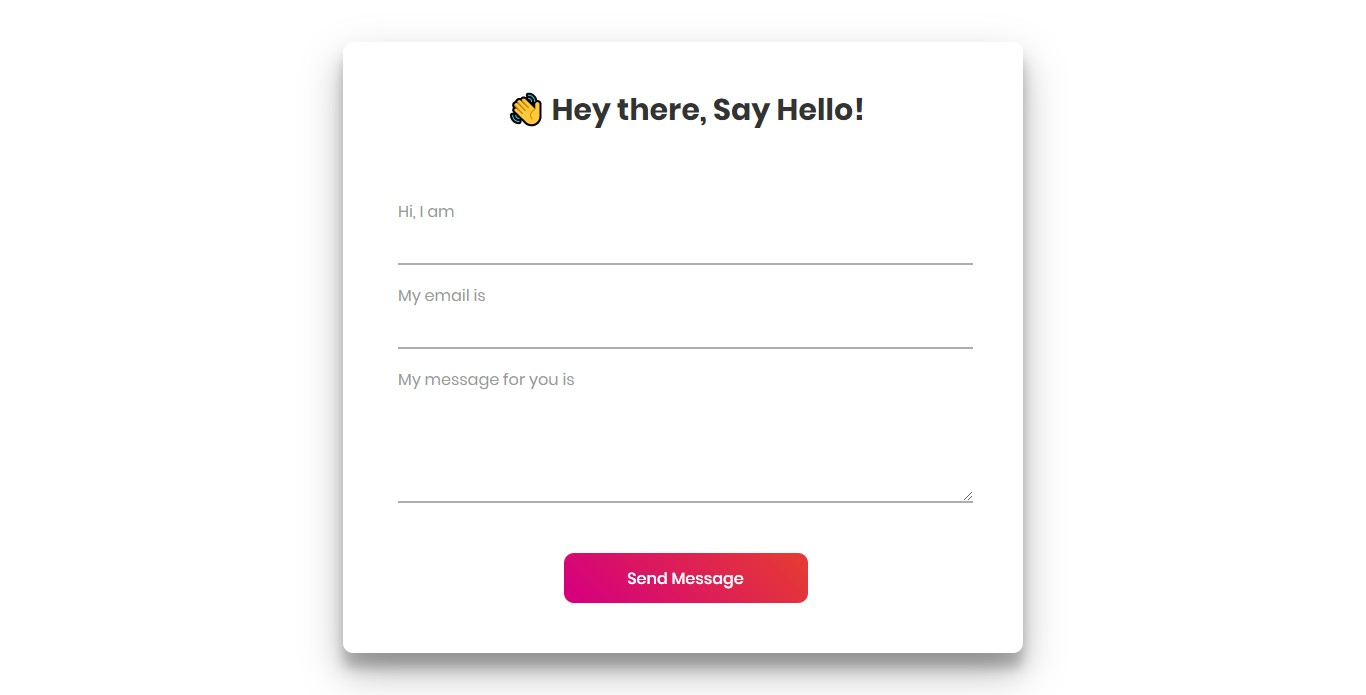 👋 Hey there, Say Hello!
Hi, I am
My email is
My message for you is
Send Message